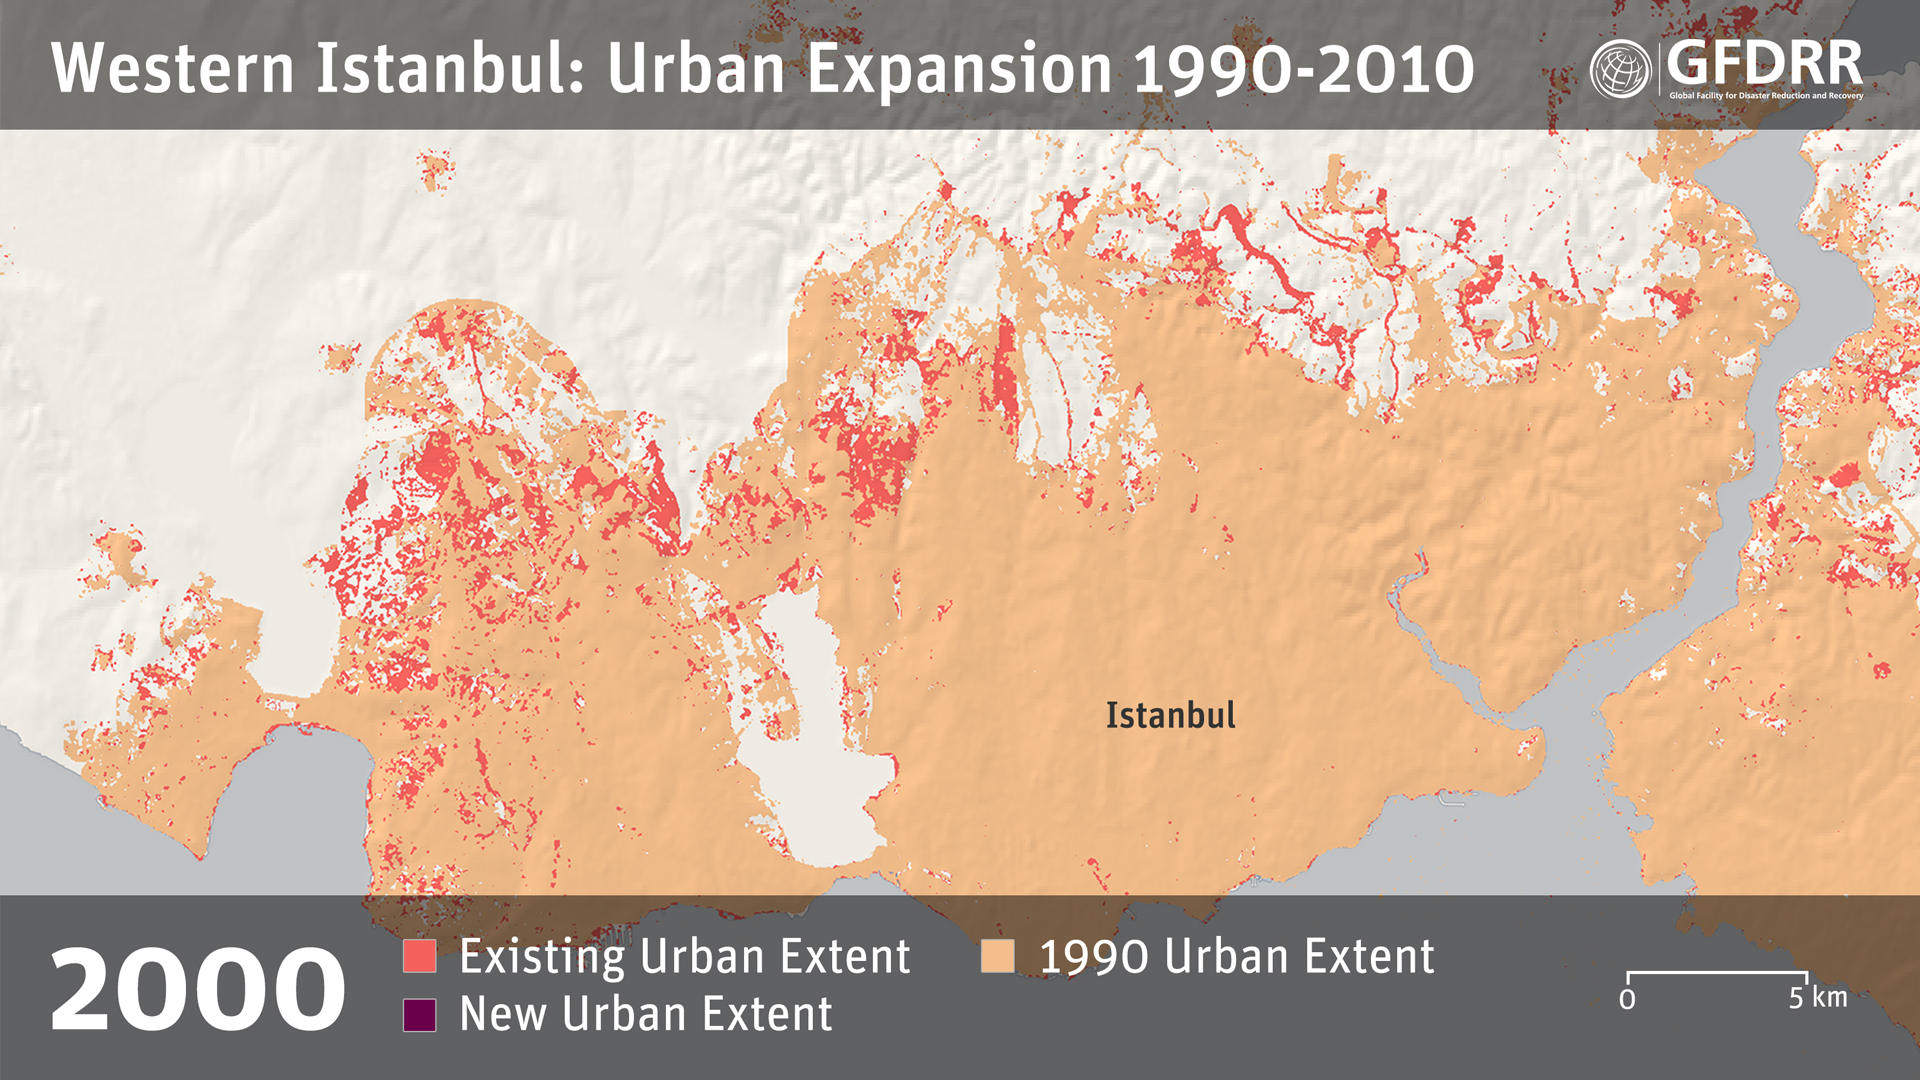 Western Istanbul: Urban Expansion 1990-2010
GFDRR
Global Facility for Disaster Reduction and Recovery
Istanbul
2000
Existing Urban Extent
1990 Urban Extent
New Urban Extent
0 5 km